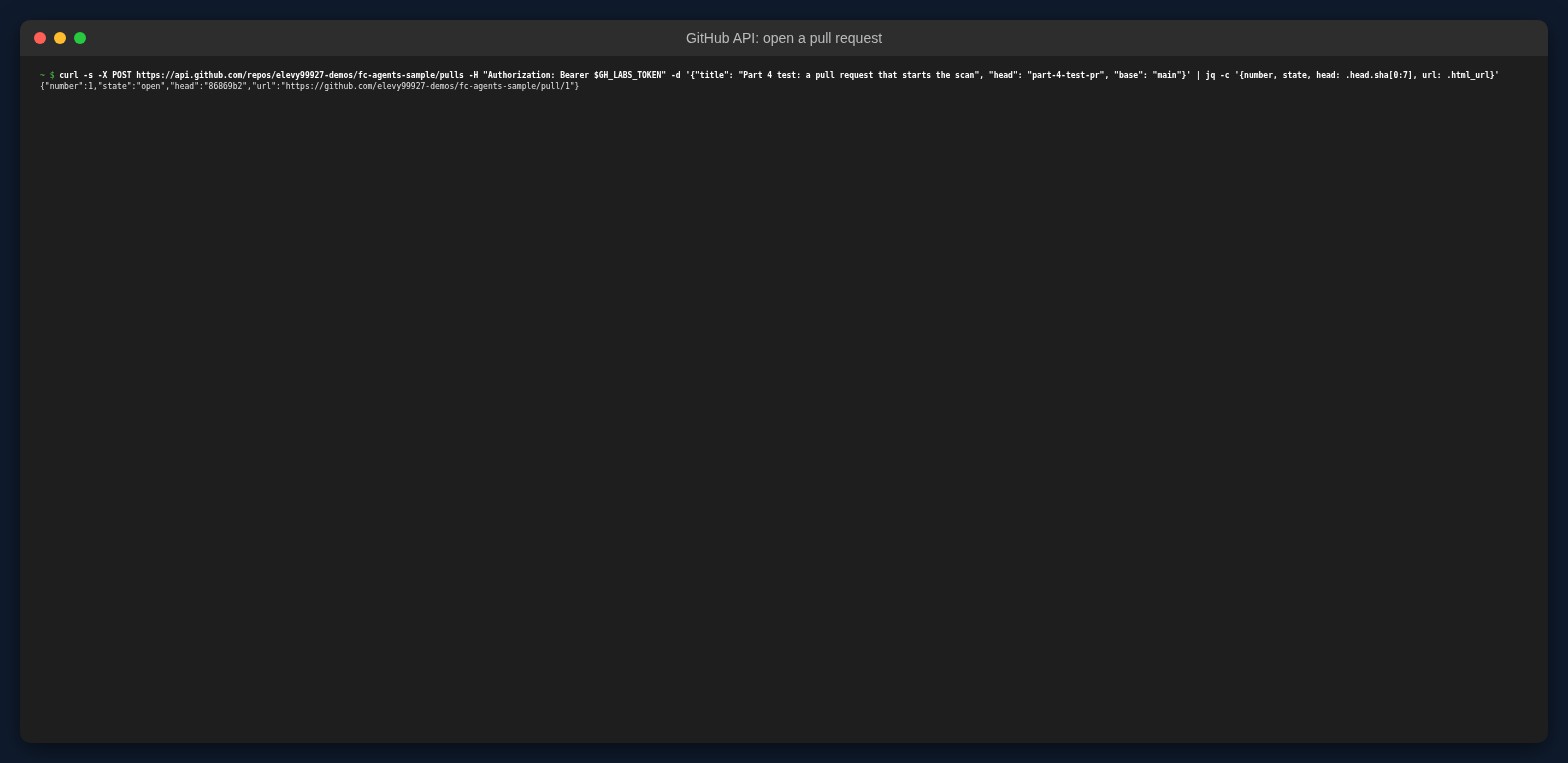 GitHub API: open a pull request
~ $ curl -s -X POST https://api.github.com/repos/elevy99927-demos/fc-agents-sample/pulls -H "Authorization: Bearer $GH_LABS_TOKEN" -d '{"title": "Part 4 test: a pull request that starts the scan", "head": "part-4-test-pr", "base": "main"}' | jq -c '{number, state, head: .head.sha[0:7], url: .html_url}'
{"number":1,"state":"open","head":"86869b2","url":"https://github.com/elevy99927-demos/fc-agents-sample/pull/1"}